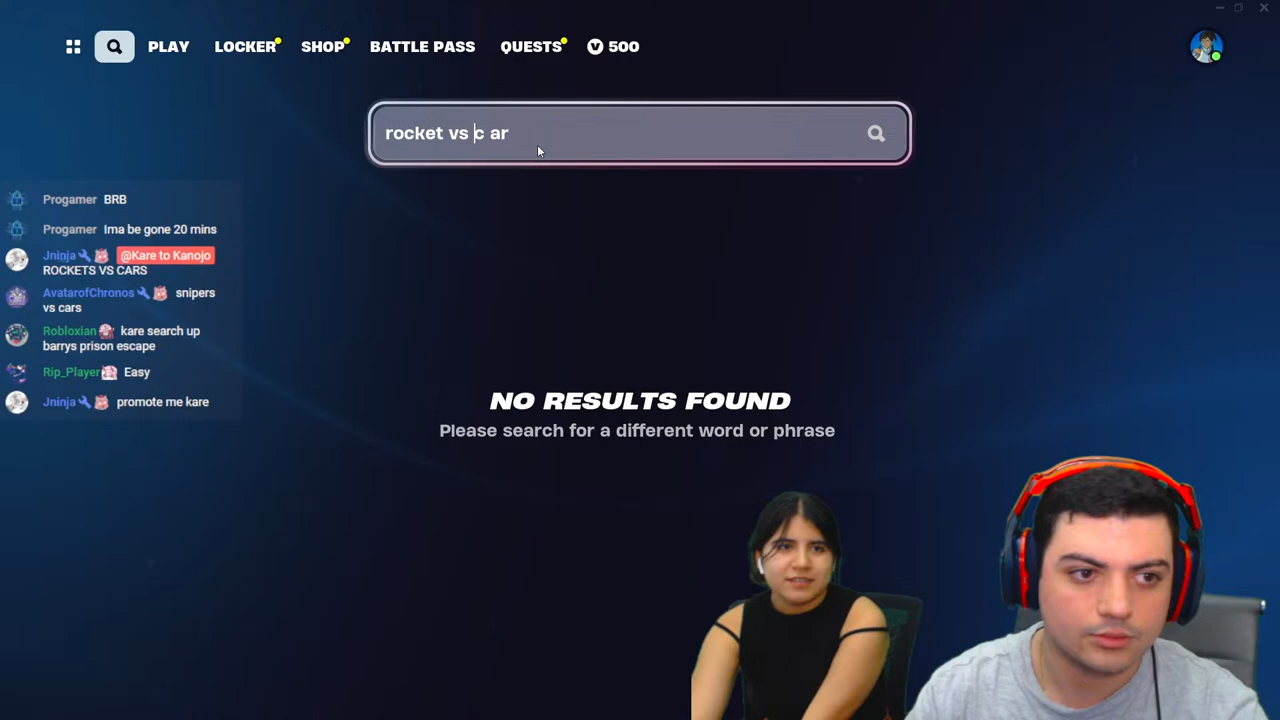 PLAY LOCKER SHOP BATTLE PASS QUESTS V 500
rocket vs c ar
Progamer BRB
Progamer Ima be gone 20 mins
Jninja @Kare to Kanojo
ROCKETS VS CARS
AvatarofChronos snipers
vs cars
Robloxian kare search up
barrys prison escape
Rip_Player Easy
Jninja promote me kare
NO RESULTS FOUND
Please search for a different word or phrase